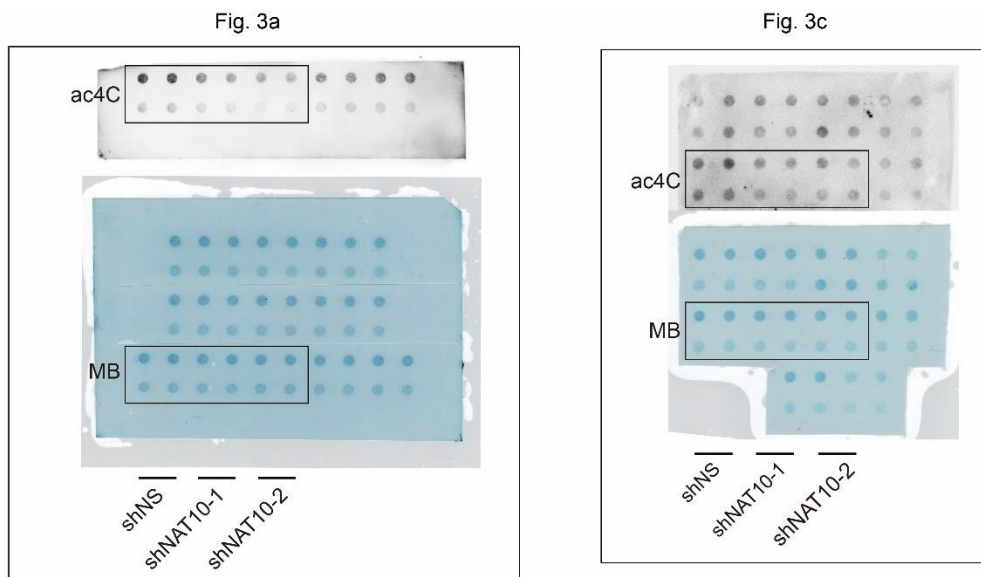 Fig. 3a
ac4C
MB
shNS
shNAT10-1
shNAT10-2
Fig. 3c
ac4C
MB
shNS
shNAT10-1
shNAT10-2